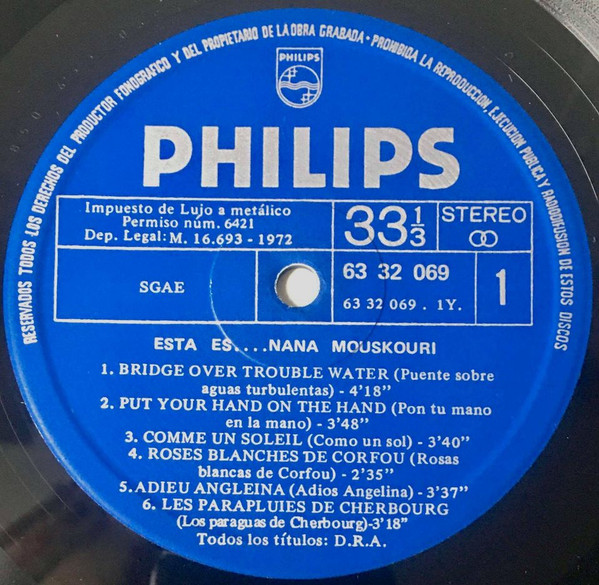 RESERVADOS TODOS LOS DERECHOS DEL PRODUCTOR FONOGRAFICO Y DEL PROPIETARIO DE LA OBRA GRABADA - PROHIBIDA LA REPRODUCCION, EJECUCION PUBLICA Y RADIODIFUSION DE ESTOS DISCOS
PHILIPS
PHILIPS
Impuesto de Lujo a metálico
Permiso núm. 6421
Dep. Legal: M. 16.693 - 1972
33 1/3
STEREO
SGAE
63 32 069
63 32 069 . 1Y.
1
ESTA ES....NANA MOUSKOURI
1. BRIDGE OVER TROUBLE WATER (Puente sobre
aguas turbulentas) - 4'18"
2. PUT YOUR HAND ON THE HAND (Pon tu mano
en la mano) - 3'48"
3. COMME UN SOLEIL (Como un sol) - 3'40"
4. ROSES BLANCHES DE CORFOU (Rosas
blancas de Corfou) - 2'35"
5. ADIEU ANGLEINA (Adios Angelina) - 3'37"
6. LES PARAPLUIES DE CHERBOURG
(Los paraguas de Cherbourg)-3'18"
Todos los títulos: D.R.A.